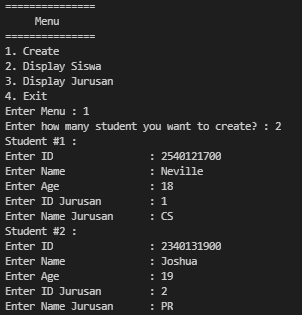 ===============
Menu
===============
1. Create
2. Display Siswa
3. Display Jurusan
4. Exit
Enter Menu : 1
Enter how many student you want to create? : 2
Student #1 :
Enter ID : 2540121700
Enter Name : Neville
Enter Age : 18
Enter ID Jurusan : 1
Enter Name Jurusan : CS
Student #2 :
Enter ID : 2340131900
Enter Name : Joshua
Enter Age : 19
Enter ID Jurusan : 2
Enter Name Jurusan : PR